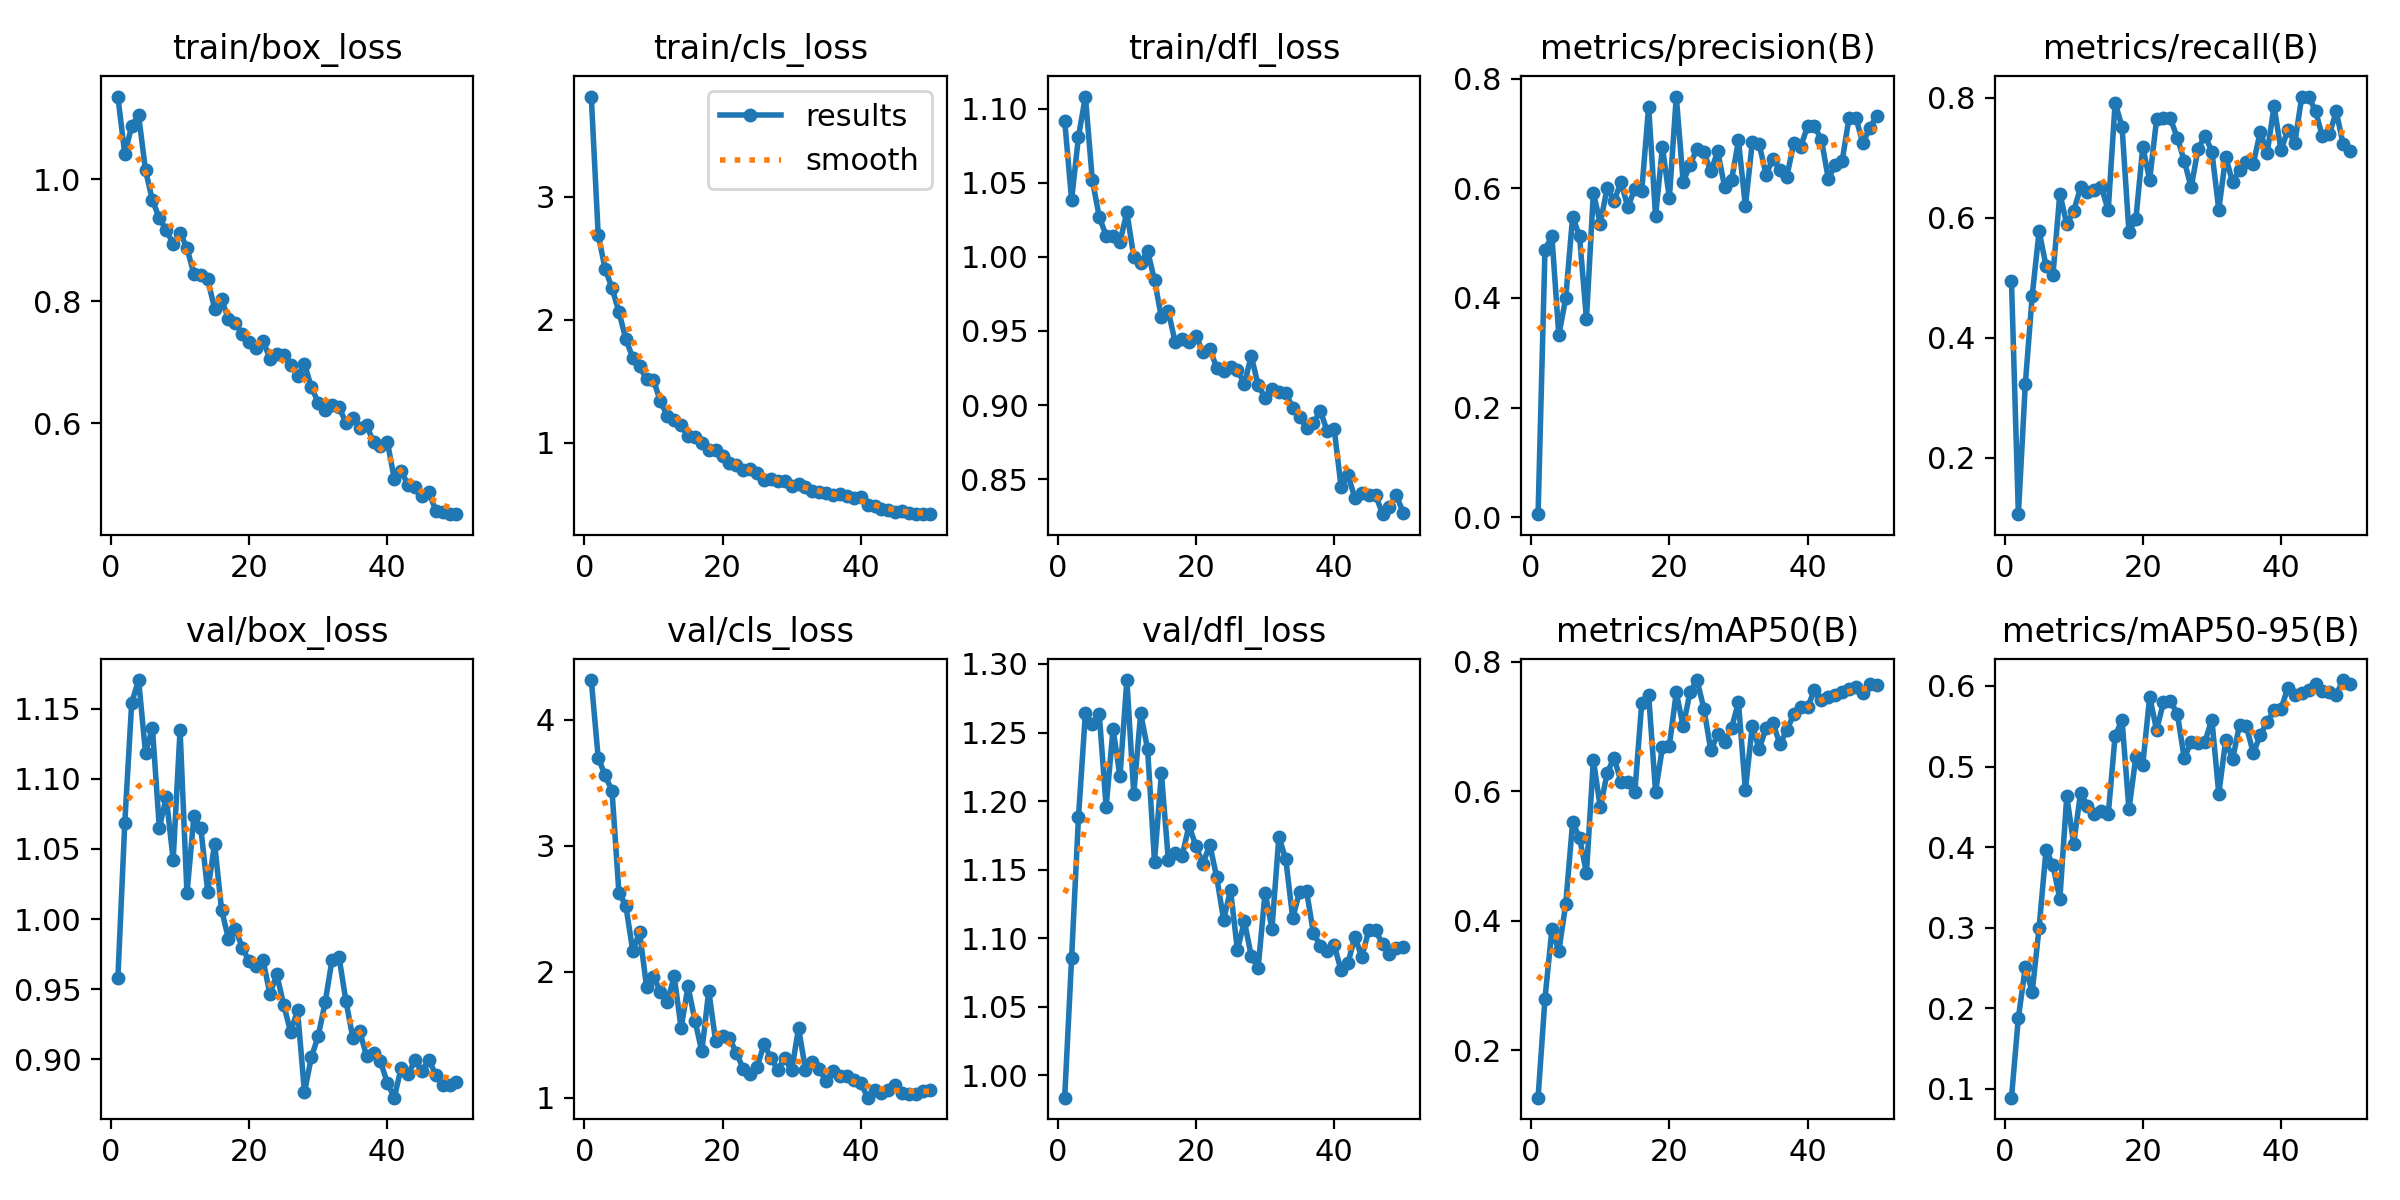 train/box_loss
train/cls_loss
train/dfl_loss
metrics/precision(B)
metrics/recall(B)
1.0
0.8
0.6
0 20 40
results
smooth
3
2
1
0 20 40
1.10
1.05
1.00
0.95
0.90
0.85
0 20 40
0.8
0.6
0.4
0.2
0.0
0 20 40
0.8
0.6
0.4
0.2
0 20 40
val/box_loss
val/cls_loss
val/dfl_loss
metrics/mAP50(B)
metrics/mAP50-95(B)
1.15
1.10
1.05
1.00
0.95
0.90
0 20 40
4
3
2
1
0 20 40
1.30
1.25
1.20
1.15
1.10
1.05
1.00
0 20 40
0.8
0.6
0.4
0.2
0 20 40
0.6
0.5
0.4
0.3
0.2
0.1
0 20 40